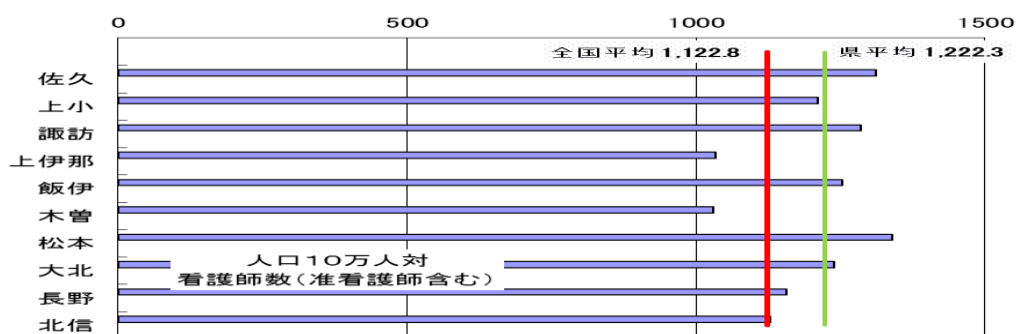 0 500 1000 1500
全国平均 1,122.8 県平均 1,222.3
佐久
上小
諏訪
上伊那
飯伊
木曽
松本
大北
長野
北信
人口10万人対
看護師数(准看護師含む)